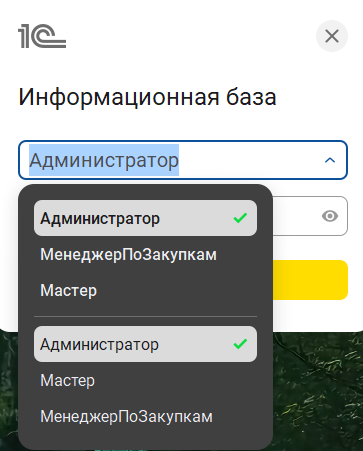 1С
Информационная база
Администратор
Администратор
МенеджерПоЗакупкам
Мастер
Администратор
Мастер
МенеджерПоЗакупкам